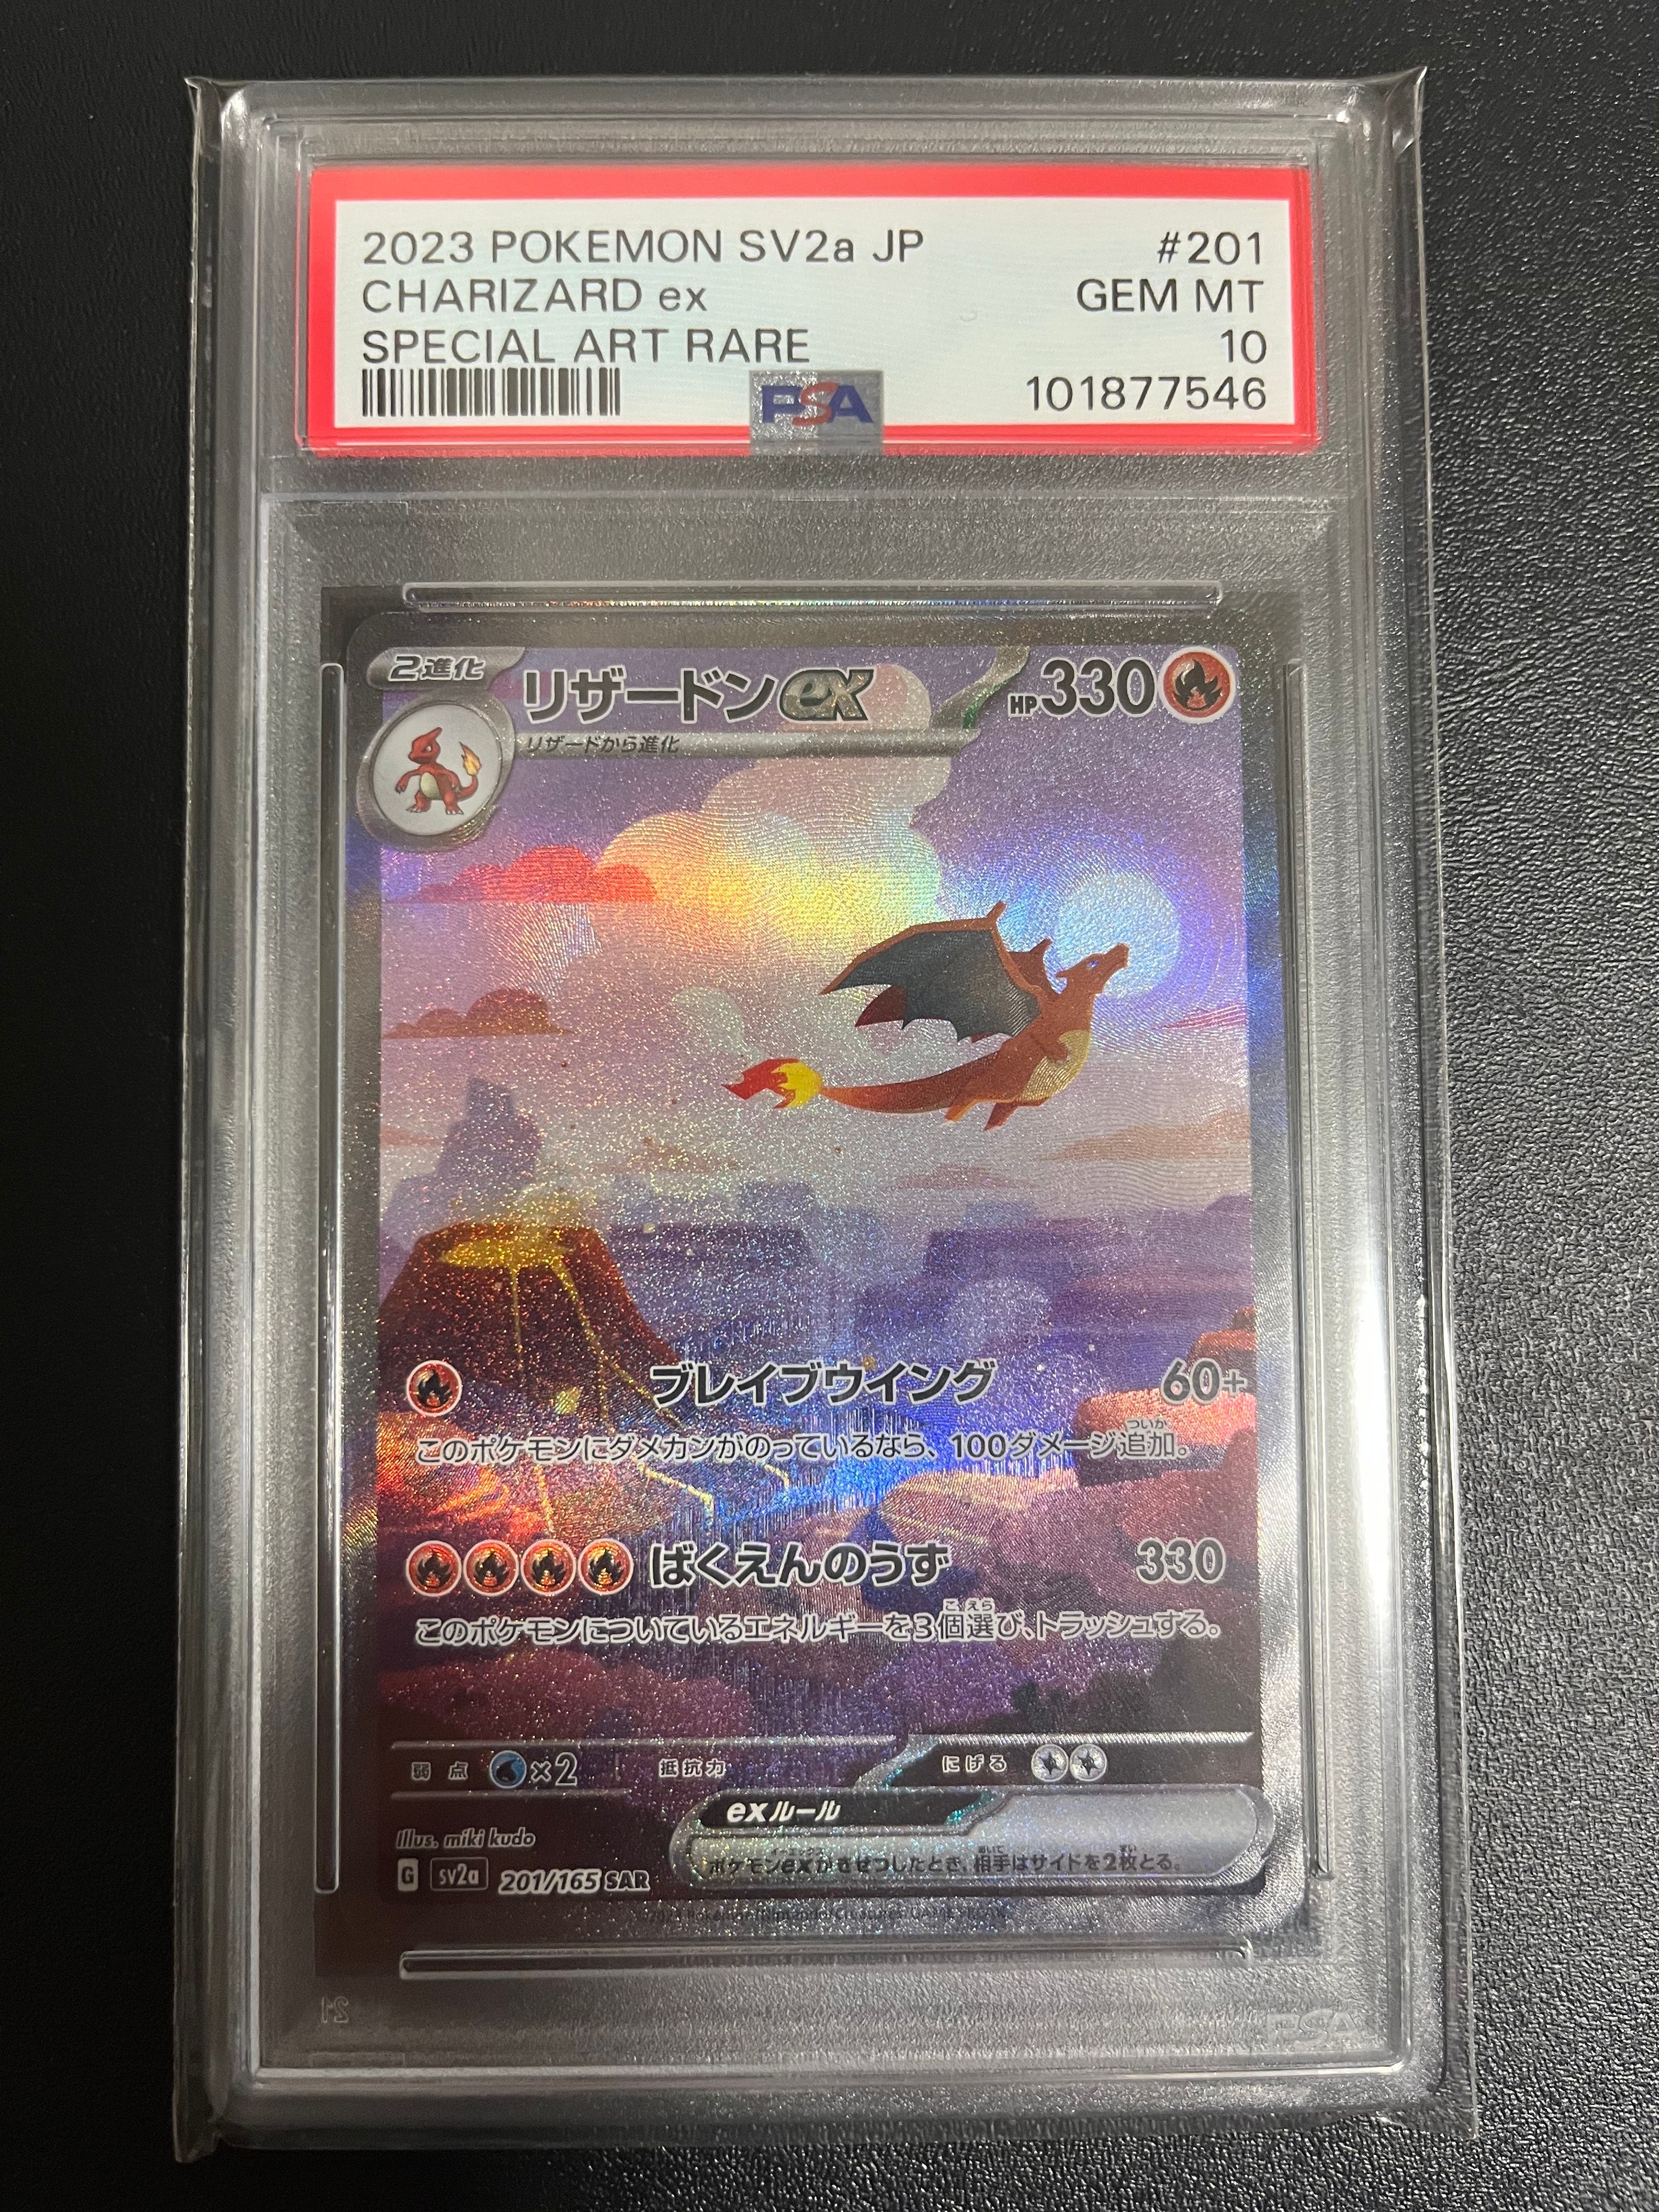 2023 POKEMON SV2a JP #201
CHARIZARD ex GEM MT
SPECIAL ART RARE 10
PSA 101877546
2進化 リザードンex HP330
リザードから進化
ブレイブウイング 60+
このポケモンにダメカンがのっているなら、100ダメージ追加。
ついか
ばくえんのうず 330
このポケモンについているエネルギーを3個選び、トラッシュする。
こ えら
弱点 ×2 抵抗力 にげる
exルール
ポケモンexがきぜつしたとき、相手はサイドを2枚とる。
Illus. miki kudo
G sv2a 201/165 SAR
PSA